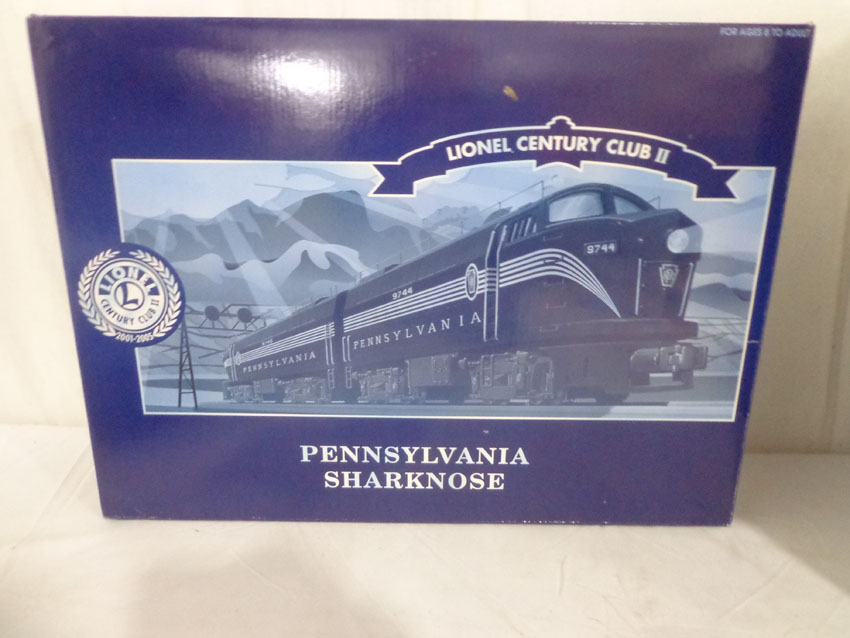 FOR AGES 8 TO ADULT
LIONEL CENTURY CLUB II
9744
9744
PENNSYLVANIA
PENNSYLVANIA
LIONEL
L
CENTURY CLUB II
2001-2005
PENNSYLVANIA
SHARKNOSE